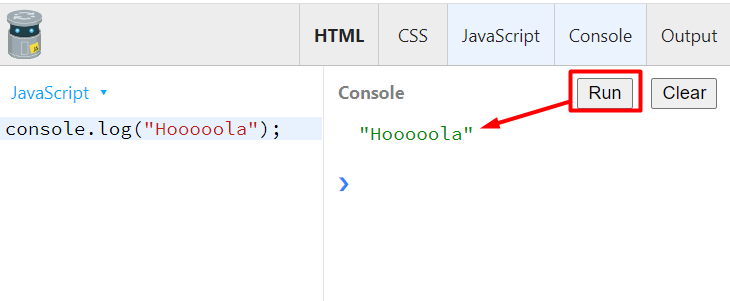 HTML CSS JavaScript Console Output
JavaScript Console Run Clear
console.log("Hooooola"); "Hooooola"